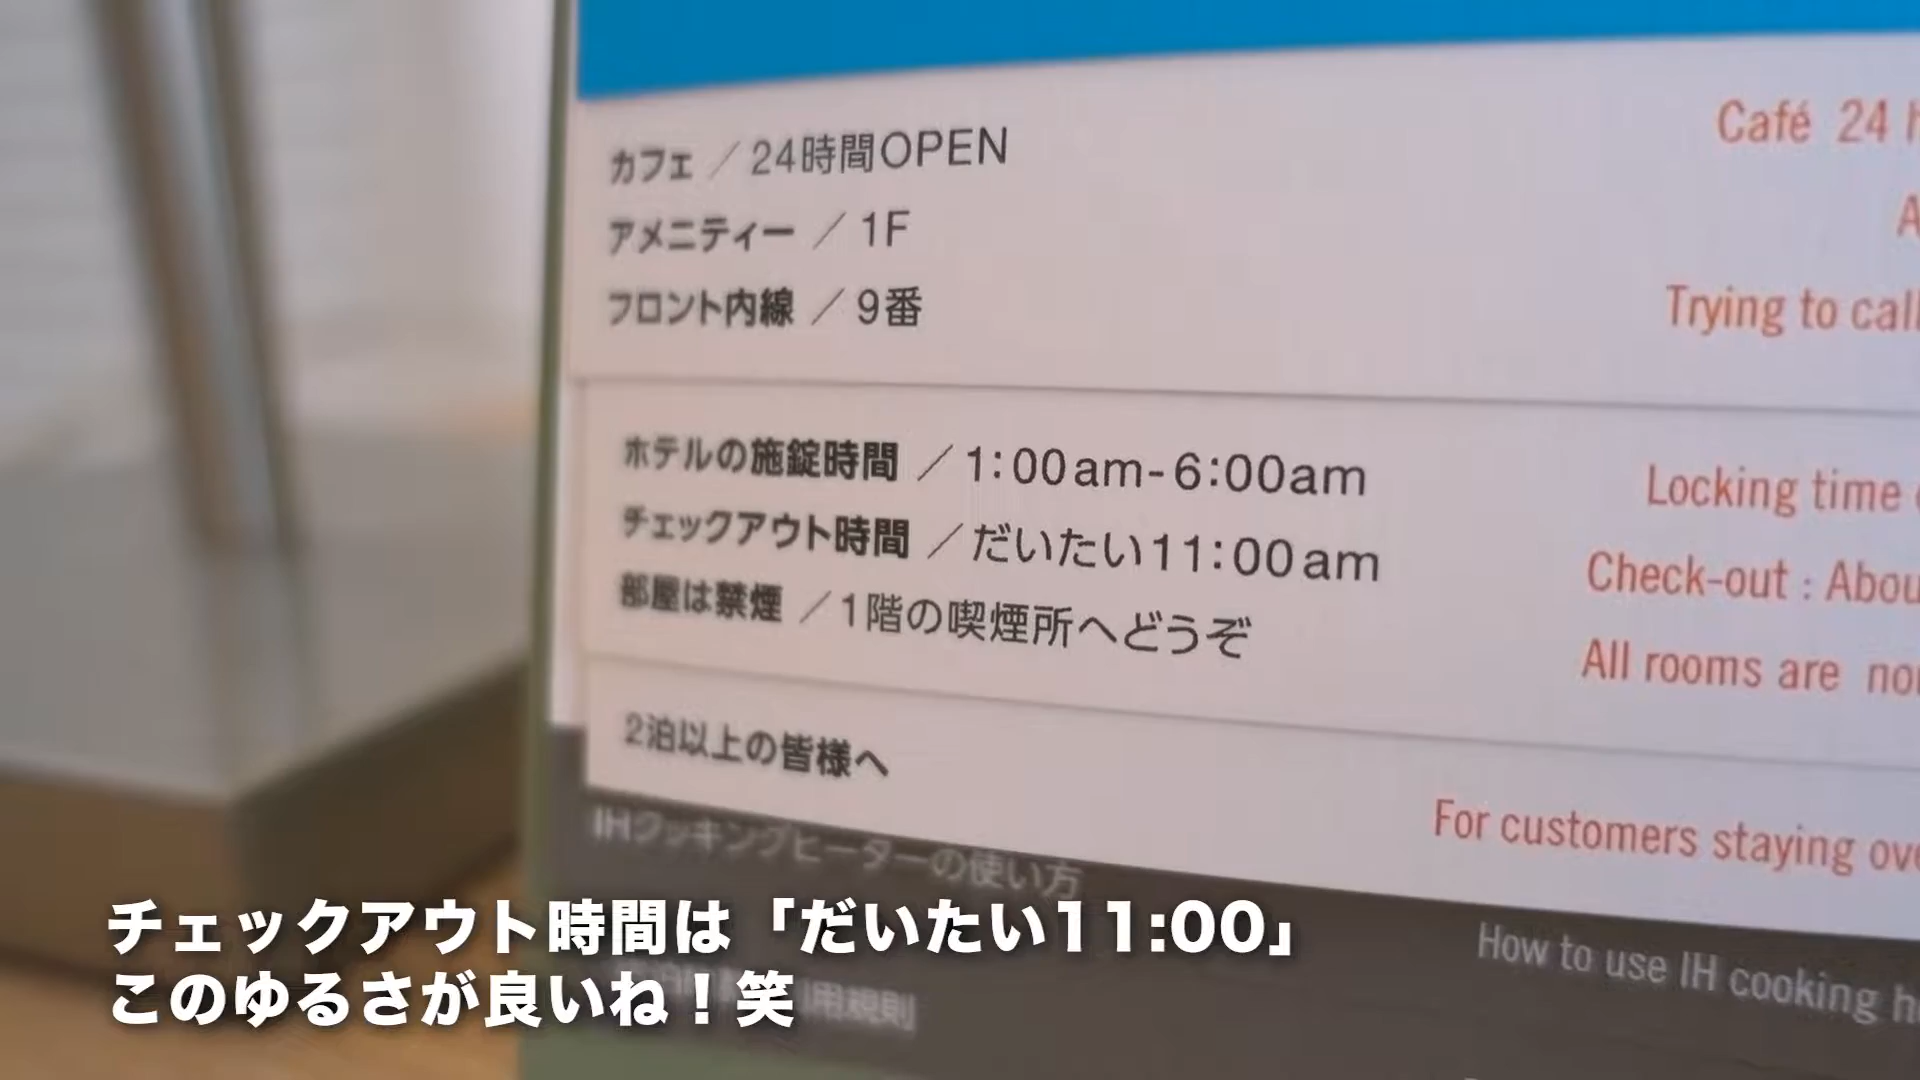 カフェ ／ 24時間OPEN
Café 24
アメニティー ／ 1F
フロント内線 ／ 9番
Trying to call
ホテルの施錠時間 ／ 1:00am-6:00am
Locking time
チェックアウト時間 ／ だいたい11:00am
Check-out : Abou
部屋は禁煙 ／ 1階の喫煙所へどうぞ
All rooms are
2泊以上の皆様へ
For customers staying
IHクッキングヒーターの使い方
How to use IH cooking
用規則
チェックアウト時間は「だいたい11:00」
このゆるさが良いね！笑